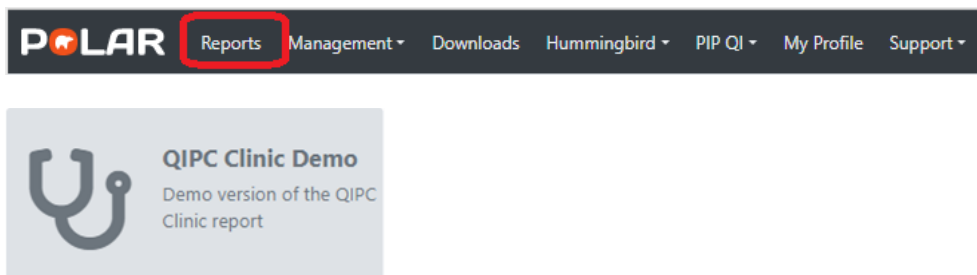 POLAR Reports Management Downloads Hummingbird PIP QI My Profile Support
QIPC Clinic Demo
Demo version of the QIPC
Clinic report